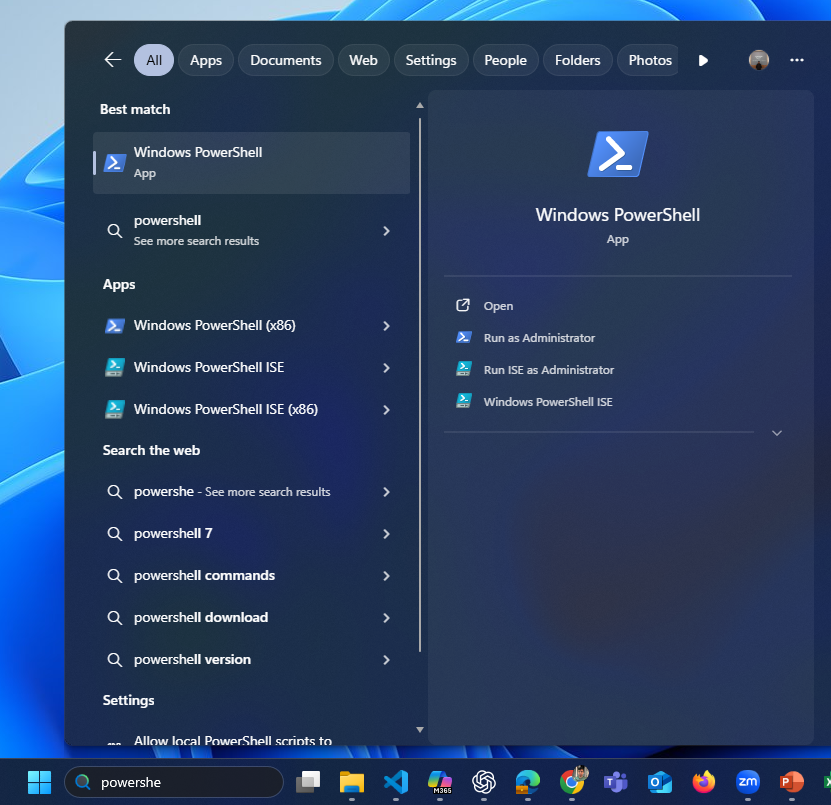 All
Apps
Documents
Web
Settings
People
Folders
Photos
Best match
Windows PowerShell
App
powershell
See more search results
Apps
Windows PowerShell (x86)
Windows PowerShell ISE
Windows PowerShell ISE (x86)
Search the web
powershe - See more search results
powershell 7
powershell commands
powershell download
powershell version
Settings
Allow local PowerShell scripts to
Windows PowerShell
App
Open
Run as Administrator
Run ISE as Administrator
Windows PowerShell ISE
powershe
M365
zm